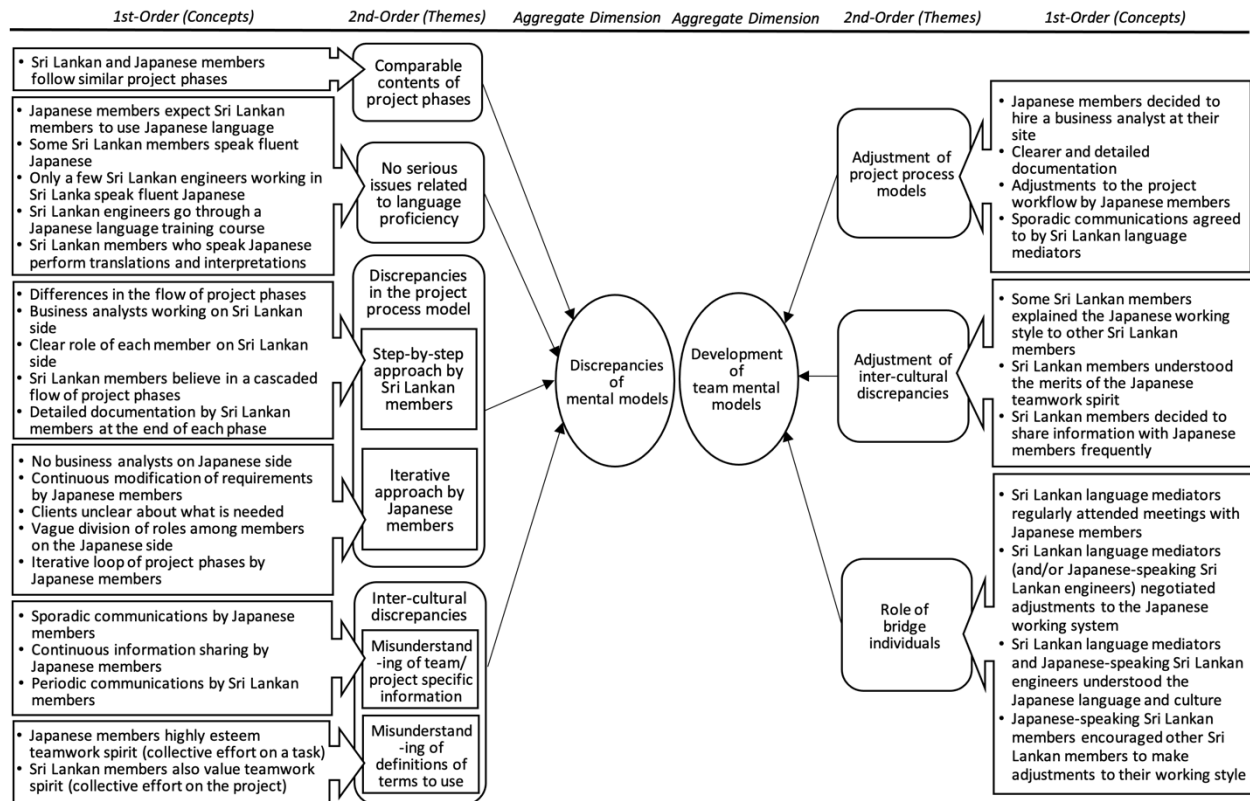 1st-Order (Concepts)
2nd-Order (Themes)
Aggregate Dimension
Aggregate Dimension
2nd-Order (Themes)
1st-Order (Concepts)
• Sri Lankan and Japanese members
follow similar project phases
Comparable
contents of
project phases
• Japanese members expect Sri Lankan
members to use Japanese language
• Some Sri Lankan members speak fluent
Japanese
• Only a few Sri Lankan engineers working in
Sri Lanka speak fluent Japanese
• Sri Lankan engineers go through a
Japanese language training course
• Sri Lankan members who speak Japanese
perform translations and interpretations
No serious
issues related
to language
proficiency
• Differences in the flow of project phases
• Business analysts working on Sri Lankan
side
• Clear role of each member on Sri Lankan
side
• Sri Lankan members believe in a cascaded
flow of project phases
• Detailed documentation by Sri Lankan
members at the end of each phase
Discrepancies
in the project
process model
Step-by-step
approach by
Sri Lankan
members
• No business analysts on Japanese side
• Continuous modification of requirements
by Japanese members
• Clients unclear about what is needed
• Vague division of roles among members
on the Japanese side
• Iterative loop of project phases by
Japanese members
Iterative
approach by
Japanese
members
• Sporadic communications by Japanese
members
• Continuous information sharing by
Japanese members
• Periodic communications by Sri Lankan
members
Inter-cultural
discrepancies
Misunderstand
-ing of team/
project specific
information
• Japanese members highly esteem
teamwork spirit (collective effort on a task)
• Sri Lankan members also value teamwork
spirit (collective effort on the project)
Misunderstand
-ing of
definitions of
terms to use
Discrepancies
of
mental models
Development
of
team mental
models
Adjustment of
project process
models
• Japanese members decided to
hire a business analyst at their
site
• Clearer and detailed
documentation
• Adjustments to the project
workflow by Japanese members
• Sporadic communications agreed
to by Sri Lankan language
mediators
Adjustment of
inter-cultural
discrepancies
• Some Sri Lankan members
explained the Japanese working
style to other Sri Lankan
members
• Sri Lankan members understood
the merits of the Japanese
teamwork spirit
• Sri Lankan members decided to
share information with Japanese
members frequently
Role of
bridge
individuals
• Sri Lankan language mediators
regularly attended meetings with
Japanese members
• Sri Lankan language mediators
(and/or Japanese-speaking Sri
Lankan engineers) negotiated
adjustments to the Japanese
working system
• Sri Lankan language mediators
and Japanese-speaking Sri Lankan
engineers understood the
Japanese language and culture
• Japanese-speaking Sri Lankan
members encouraged other Sri
Lankan members to make
adjustments to their working style